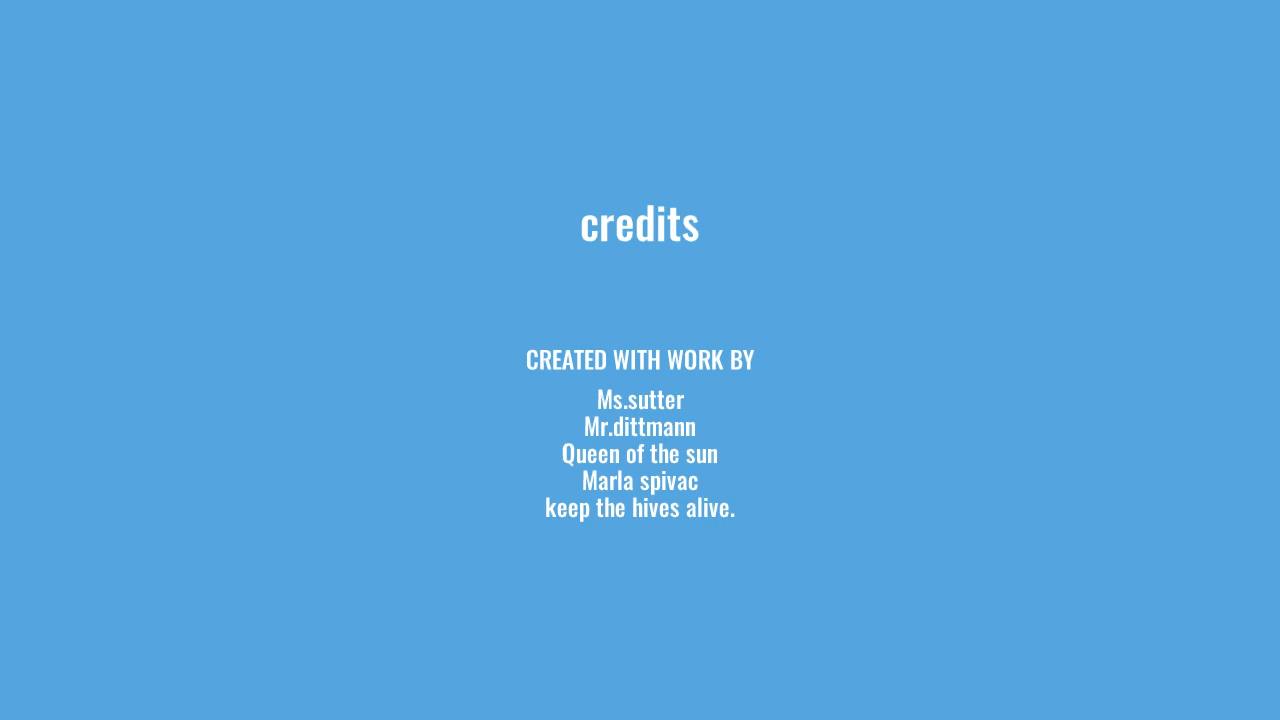 credits
CREATED WITH WORK BY
Ms.sutter
Mr.dittmann
Queen of the sun
Marla spivac
keep the hives alive.